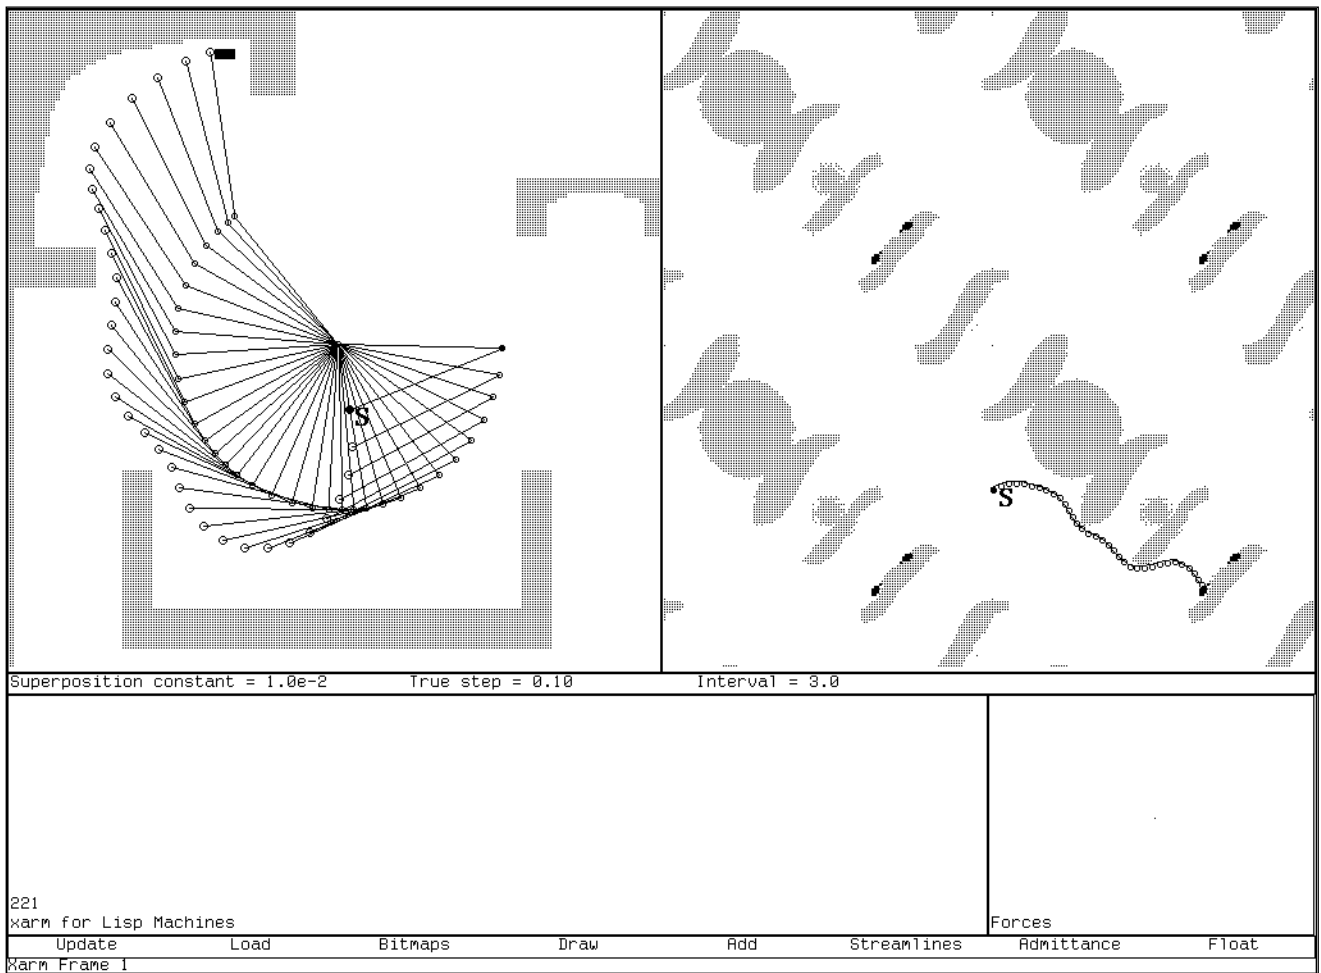 S
S
Superposition constant = 1.0e-2 True step = 0.10 Interval = 3.0
221
xarm for Lisp Machines
Forces
Update Load Bitmaps Draw Add Streamlines Admittance Float
Xarm Frame 1